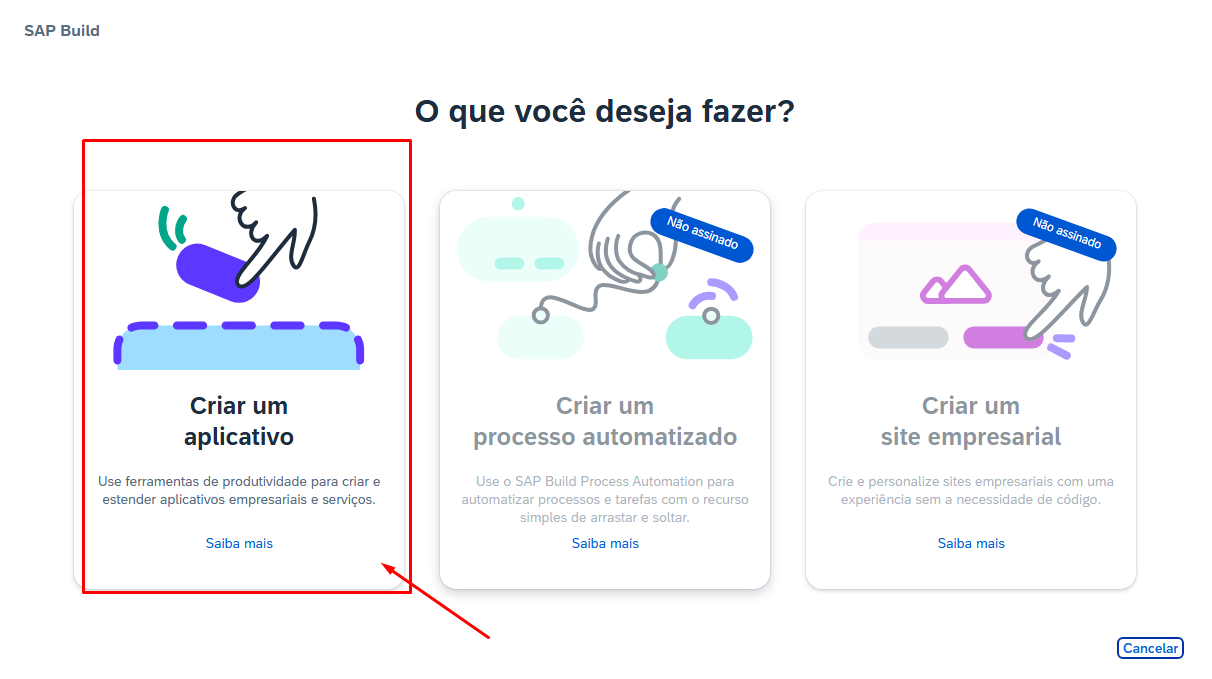 SAP Build
O que você deseja fazer?
Criar um
aplicativo
Use ferramentas de produtividade para criar e
estender aplicativos empresariais e serviços.
Saiba mais
Não assinado
Criar um
processo automatizado
Use o SAP Build Process Automation para
automatizar processos e tarefas com o recurso
simples de arrastar e soltar.
Saiba mais
Não assinado
Criar um
site empresarial
Crie e personalize sites empresariais com uma
experiência sem a necessidade de código.
Saiba mais
Cancelar